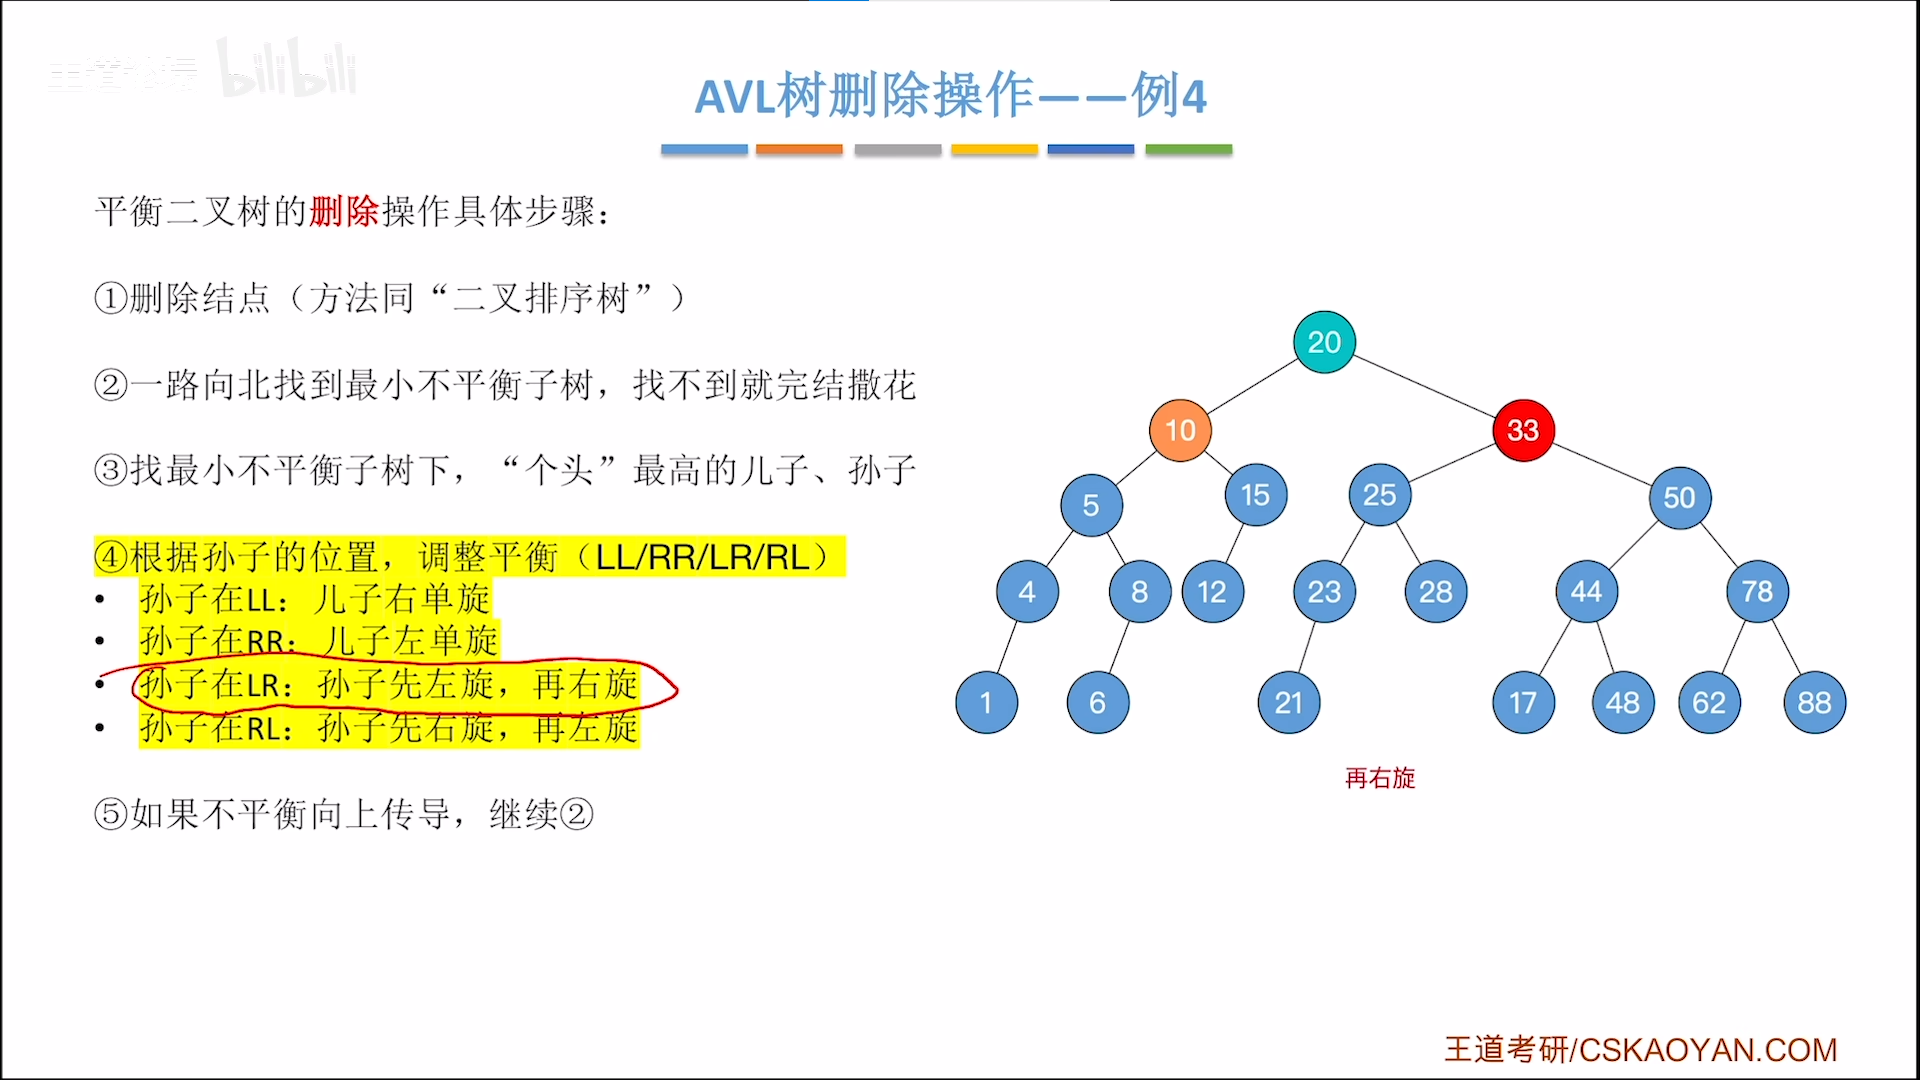 王道论坛 bilibili
AVL树删除操作——例4
平衡二叉树的删除操作具体步骤：
①删除结点（方法同“二叉排序树”）
②一路向北找到最小不平衡子树，找不到就完结撒花
③找最小不平衡子树下，“个头”最高的儿子、孙子
④根据孙子的位置，调整平衡（LL/RR/LR/RL）
• 孙子在LL：儿子右单旋
• 孙子在RR：儿子左单旋
• 孙子在LR：孙子先左旋，再右旋
• 孙子在RL：孙子先右旋，再左旋
⑤如果不平衡向上传导，继续②
20
10 33
5 15 25 50
4 8 12 23 28 44 78
1 6 21 17 48 62 88
再右旋
王道考研/CSKAOYAN.COM